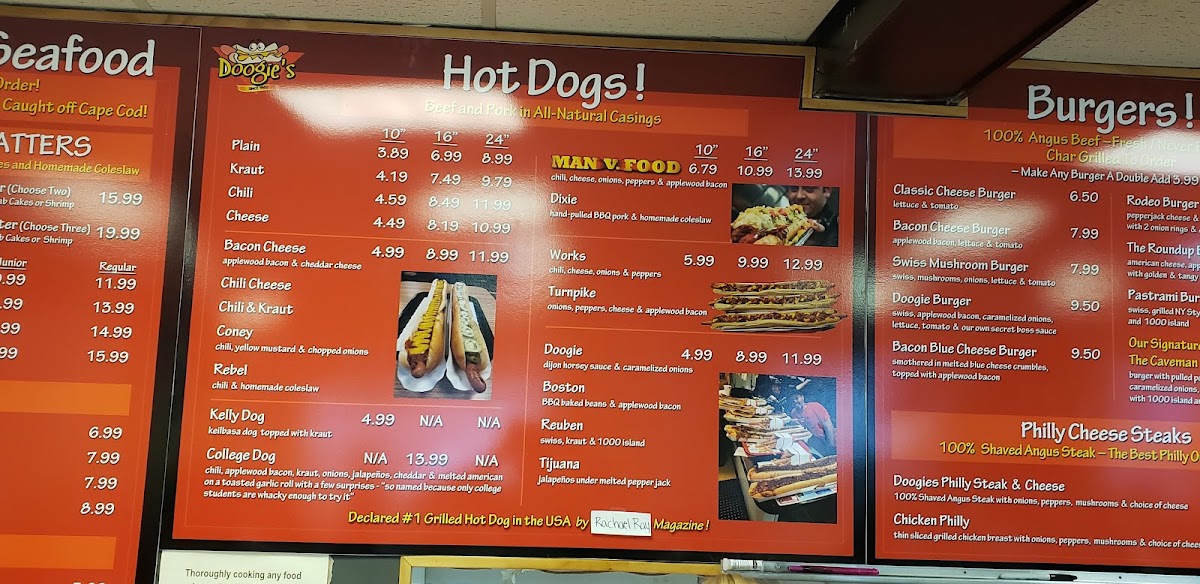 Seafood
Order!
Caught off Cape Cod!
ATTERS
es and Homemade Coleslaw
(Choose Two) 15.99
ab Cakes or Shrimp
ter (Choose Three) 19.99
b Cakes or Shrimp
Junior Regular
9.99 11.99
.99 13.99
.99 14.99
.99 15.99
6.99
7.99
7.99
8.99
Doogie's
Hot Dogs!
Beef and Pork in All-Natural Casings
10" 16" 24"
Plain 3.89 6.99 8.99
Kraut 4.19 7.49 9.79
Chili 4.59 8.49 11.99
Cheese 4.49 8.19 10.99
Bacon Cheese 4.99 8.99 11.99
applewood bacon & cheddar cheese
Chili Cheese
Chili & Kraut
Coney
chili, yellow mustard & chopped onions
Rebel
chili & homemade coleslaw
Kelly Dog 4.99 N/A N/A
keilbasa dog topped with kraut
College Dog N/A 13.99 N/A
chili, applewood bacon, kraut, onions, jalapeños, cheddar & melted american
on a toasted garlic roll with a few surprises - "so named because only college
students are whacky enough to try it"
10" 16" 24"
MAN V. FOOD 6.79 10.99 13.99
chili, cheese, onions, peppers & applewood bacon
Dixie
hand-pulled BBQ pork & homemade coleslaw
Works 5.99 9.99 12.99
chili, cheese, onions & peppers
Turnpike
onions, peppers, cheese & applewood bacon
Doogie 4.99 8.99 11.99
dijon horsey sauce & caramelized onions
Boston
BBQ baked beans & applewood bacon
Reuben
swiss, kraut & 1000 island
Tijuana
jalapeños under melted pepper jack
Declared #1 Grilled Hot Dog in the USA by Rachael Ray Magazine!
Burgers!
100% Angus Beef – Fresh / Never F
Char Grilled To Order
– Make Any Burger A Double Add 3.99
Classic Cheese Burger 6.50
lettuce & tomato
Bacon Cheese Burger 7.99
applewood bacon, lettuce & tomato
Swiss Mushroom Burger 7.99
swiss, mushrooms, onions, lettuce & tomato
Doogie Burger 9.50
swiss, applewood bacon, caramelized onions,
lettuce, tomato & our own secret boss sauce
Bacon Blue Cheese Burger 9.50
smothered in melted blue cheese crumbles,
topped with applewood bacon
Rodeo Burger
pepperjack cheese &
with 2 onion rings &
The Roundup B
american cheese, app
with golden & tangy
Pastrami Bur
swiss, grilled NY Sty
and 1000 island
Our Signature
The Caveman
burger with pulled p
caramelized onions,
with 1000 island an
Philly Cheese Steaks
100% Shaved Angus Steak – The Best Philly O
Doogies Philly Steak & Cheese
100% Shaved Angus Steak with onions, peppers, mushrooms & choice of cheese
Chicken Philly
thin sliced grilled chicken breast with onions, peppers, mushrooms & choice of chees
Thoroughly cooking any food